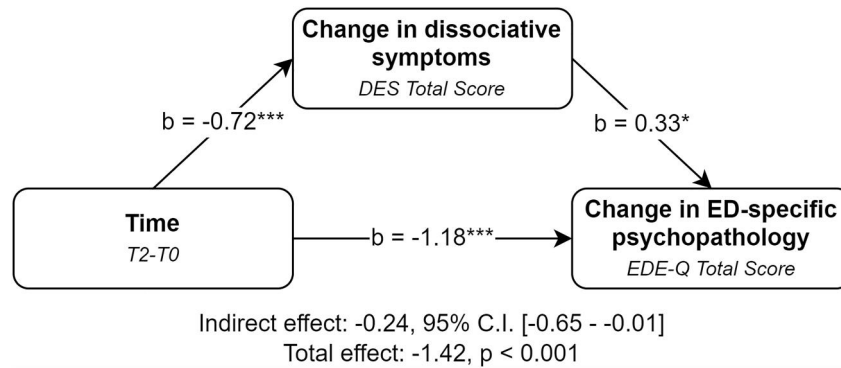 Change in dissociative
symptoms
DES Total Score
b = -0.72***
b = 0.33*
Time
T2-T0
b = -1.18***
Change in ED-specific
psychopathology
EDE-Q Total Score
Indirect effect: -0.24, 95% C.I. [-0.65 - -0.01]
Total effect: -1.42, p < 0.001